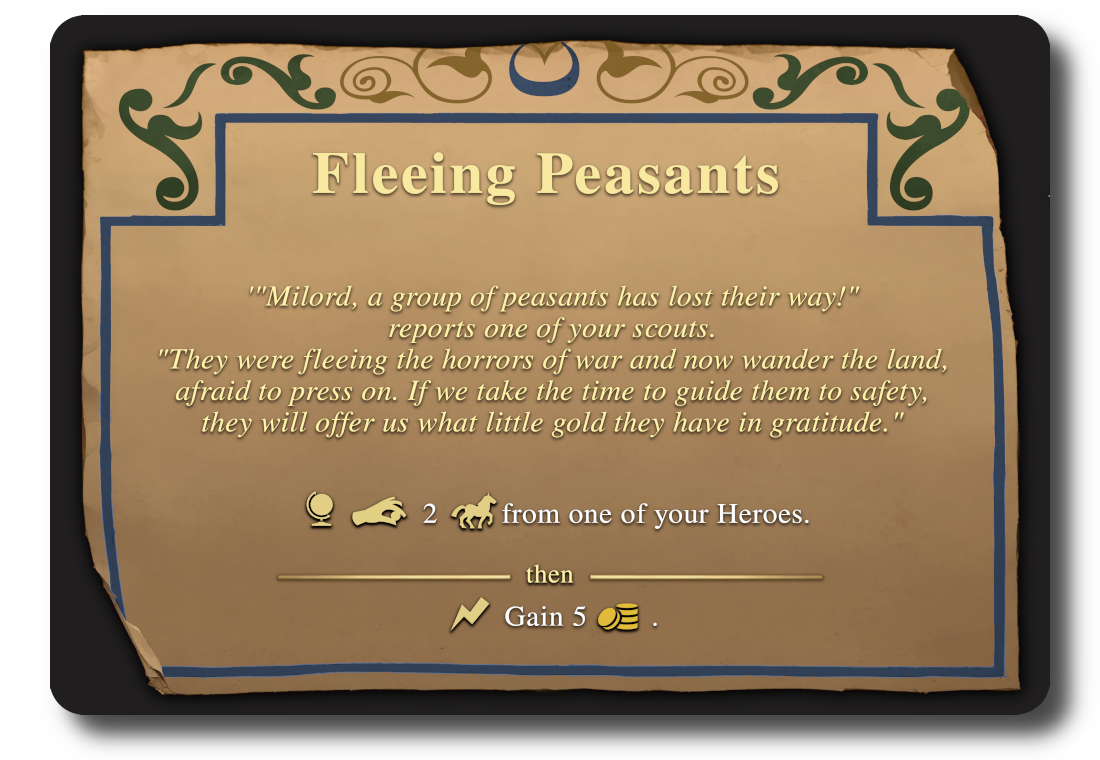 Fleeing Peasants
'"Milord, a group of peasants has lost their way!"
reports one of your scouts.
"They were fleeing the horrors of war and now wander the land,
afraid to press on. If we take the time to guide them to safety,
they will offer us what little gold they have in gratitude."
2 from one of your Heroes.
then
Gain 5 .